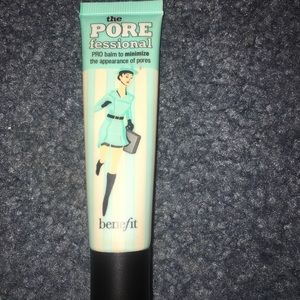 the
PORE
fessional
PRO balm to minimize
the appearance of pores
benefit